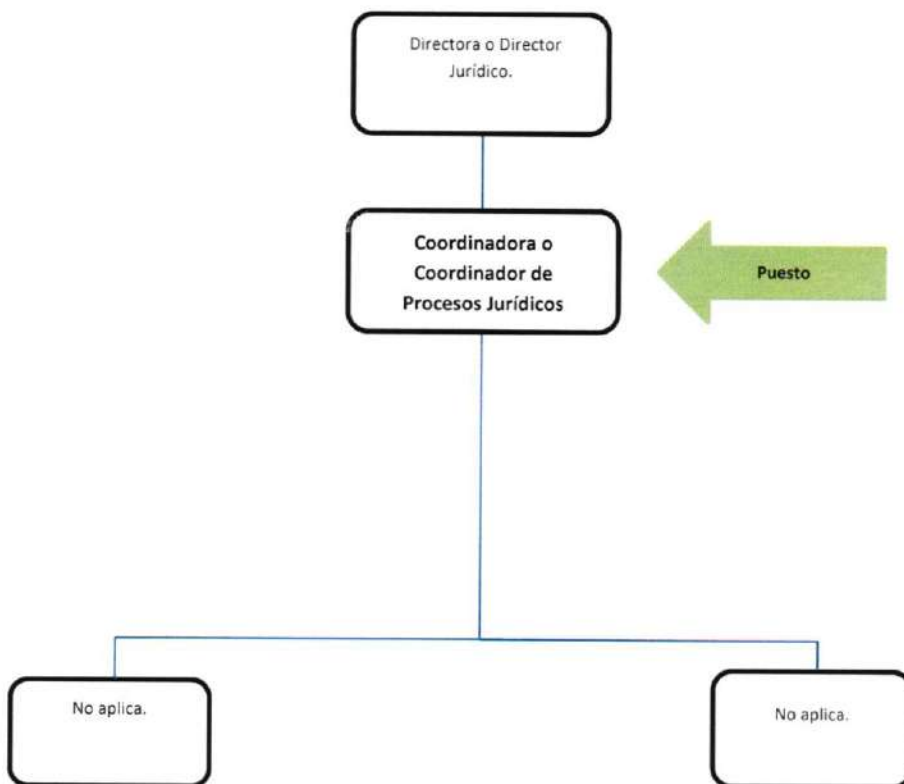 Directora o Director
Jurídico.
Coordinadora o
Coordinador de
Procesos Jurídicos
Puesto
No aplica.
No aplica.